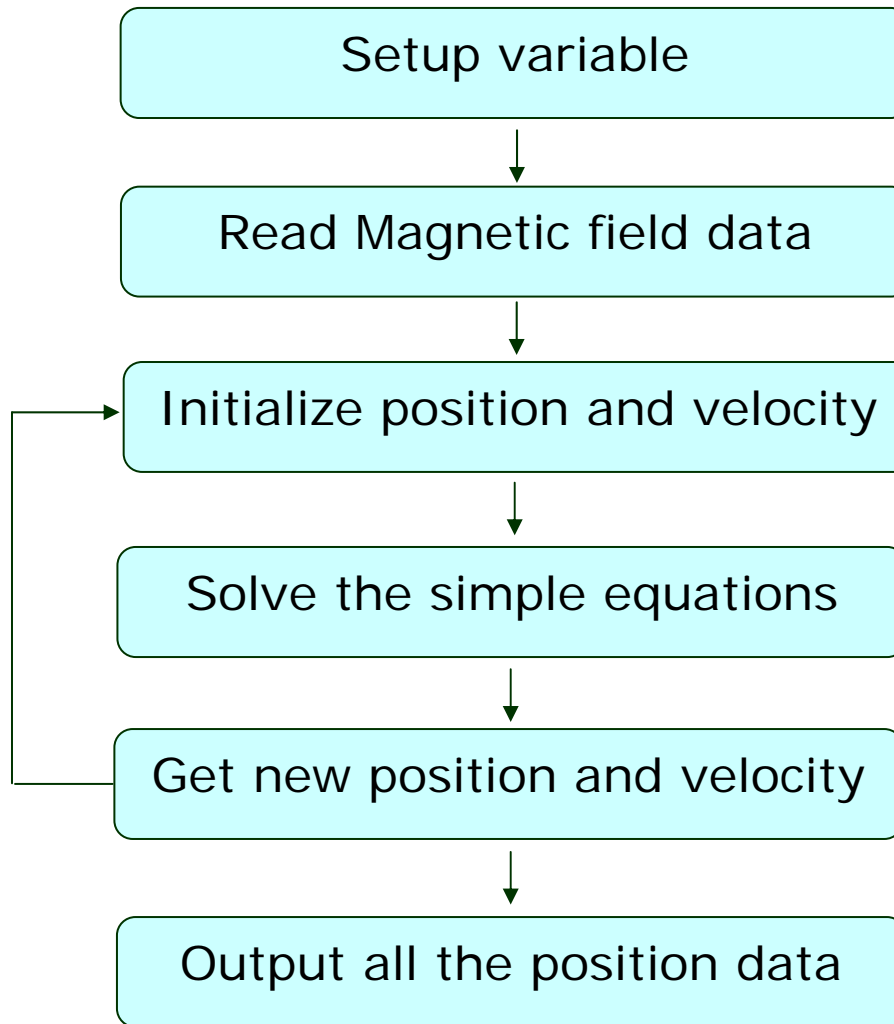 Setup variable
Read Magnetic field data
Initialize position and velocity
Solve the simple equations
Get new position and velocity
Output all the position data